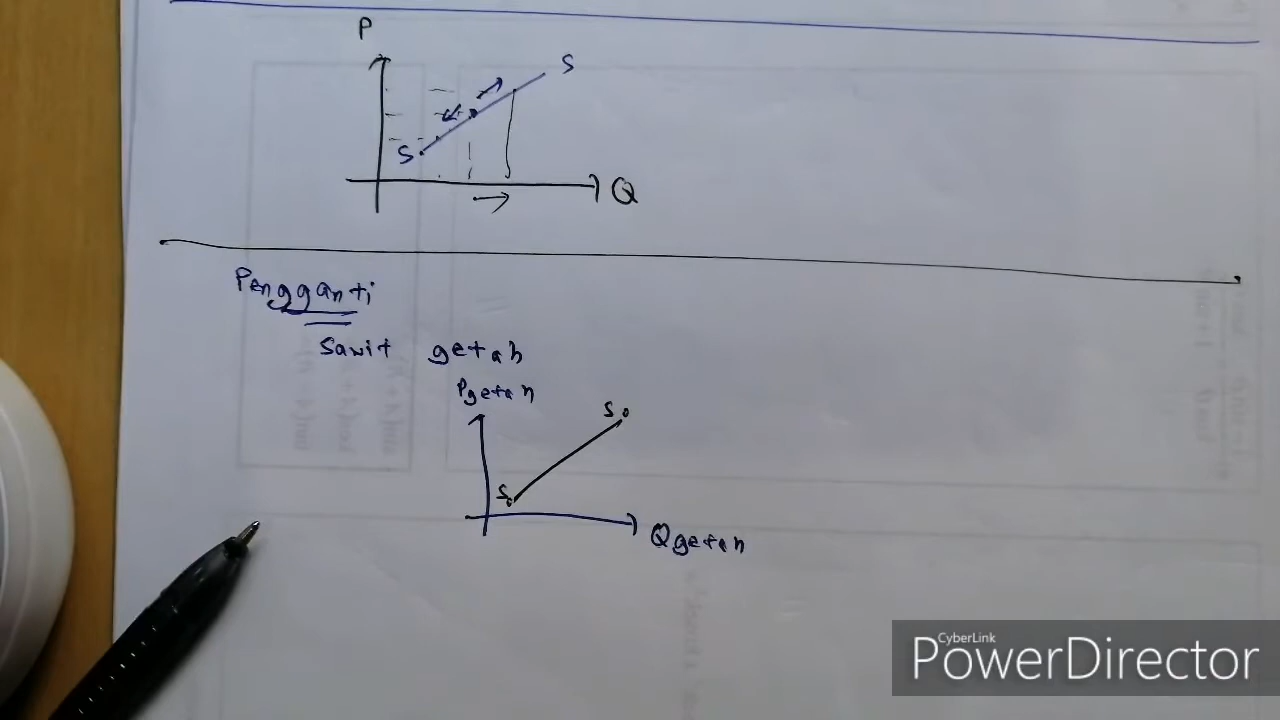 P
S
S
Q
Pengganti
Sawit getah
Pgetah
S₀
S₀
Qgetah
CyberLink
PowerDirector